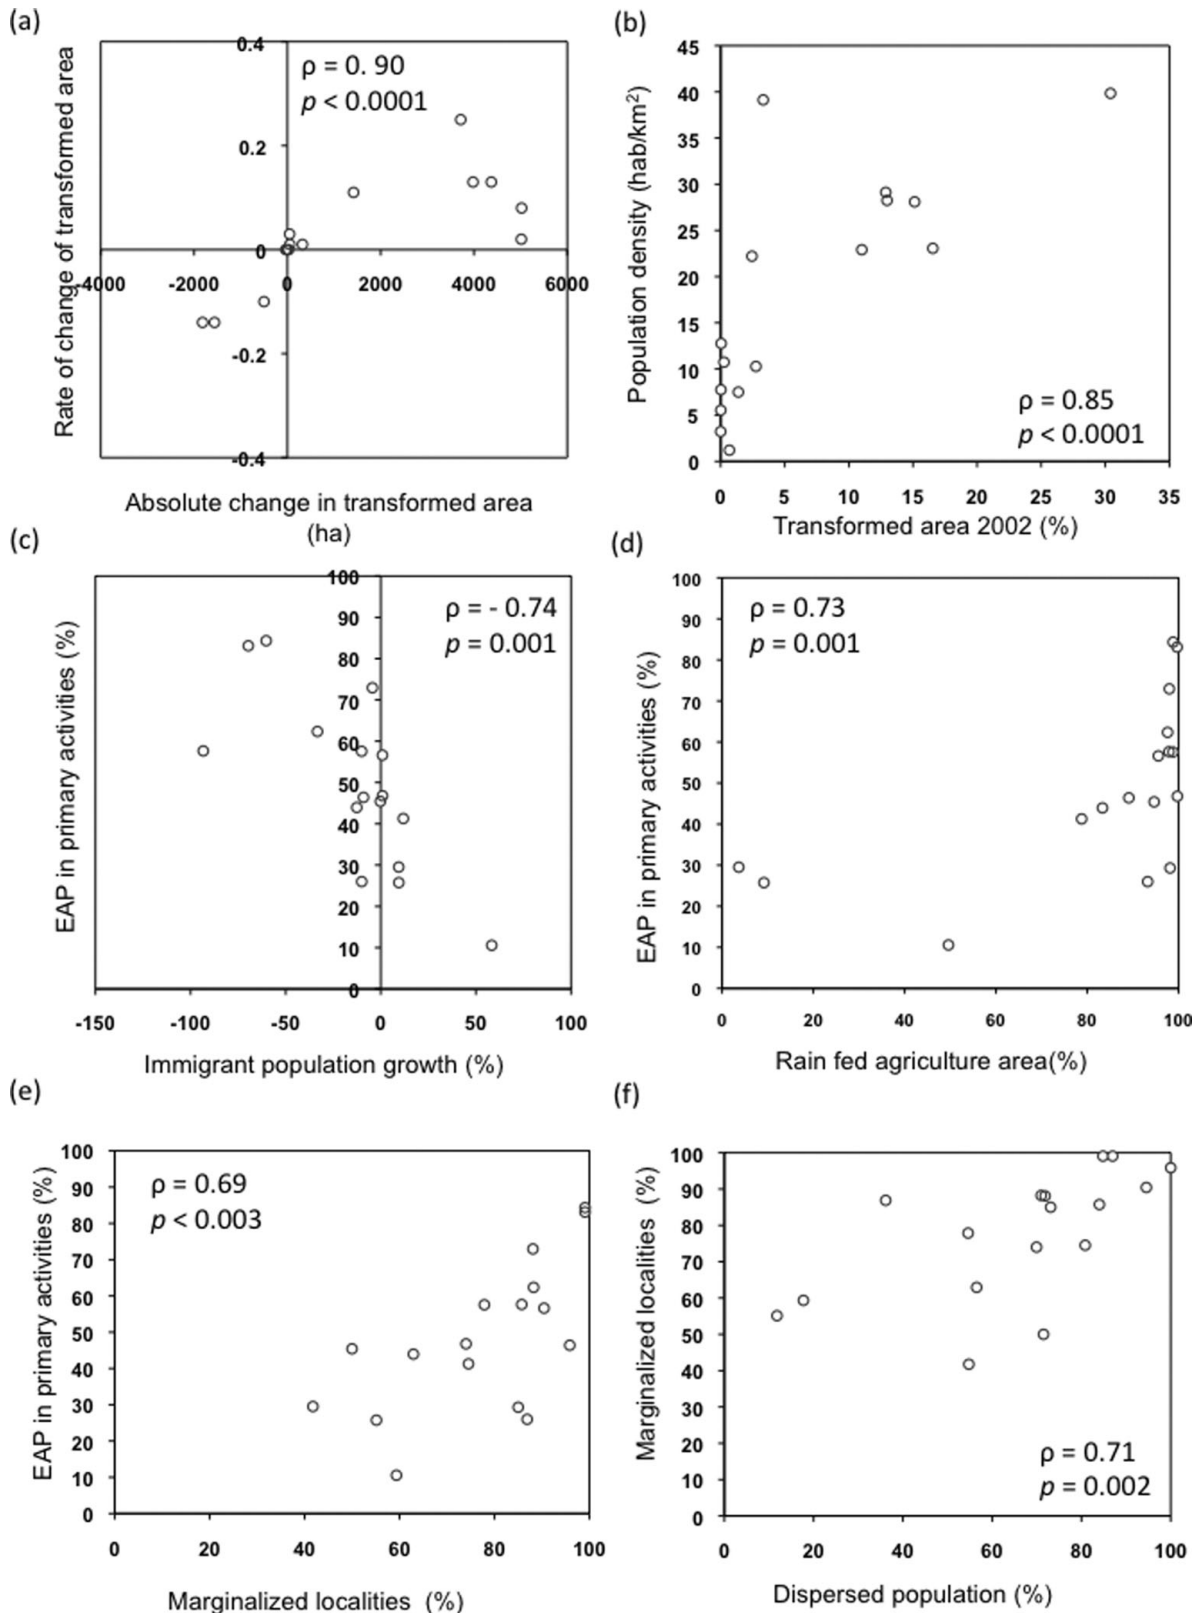 (a)
Rate of change of transformed area
0.4
0.2
0
-0.2
-0.4
ρ = 0. 90
p < 0.0001
-4000 -2000 0 2000 4000 6000
Absolute change in transformed area
(ha)
(b)
Population density (hab/km²)
45
40
35
30
25
20
15
10
5
0
ρ = 0.85
p < 0.0001
0 5 10 15 20 25 30 35
Transformed area 2002 (%)
(c)
EAP in primary activities (%)
100
90
80
70
60
50
40
30
20
10
0
ρ = - 0.74
p = 0.001
-150 -100 -50 0 50 100
Immigrant population growth (%)
(d)
EAP in primary activities (%)
100
90
80
70
60
50
40
30
20
10
0
ρ = 0.73
p = 0.001
0 20 40 60 80 100
Rain fed agriculture area(%)
(e)
EAP in primary activities (%)
100
90
80
70
60
50
40
30
20
10
0
ρ = 0.69
p < 0.003
0 20 40 60 80 100
Marginalized localities (%)
(f)
Marginalized localities (%)
100
90
80
70
60
50
40
30
20
10
0
ρ = 0.71
p = 0.002
0 20 40 60 80 100
Dispersed population (%)